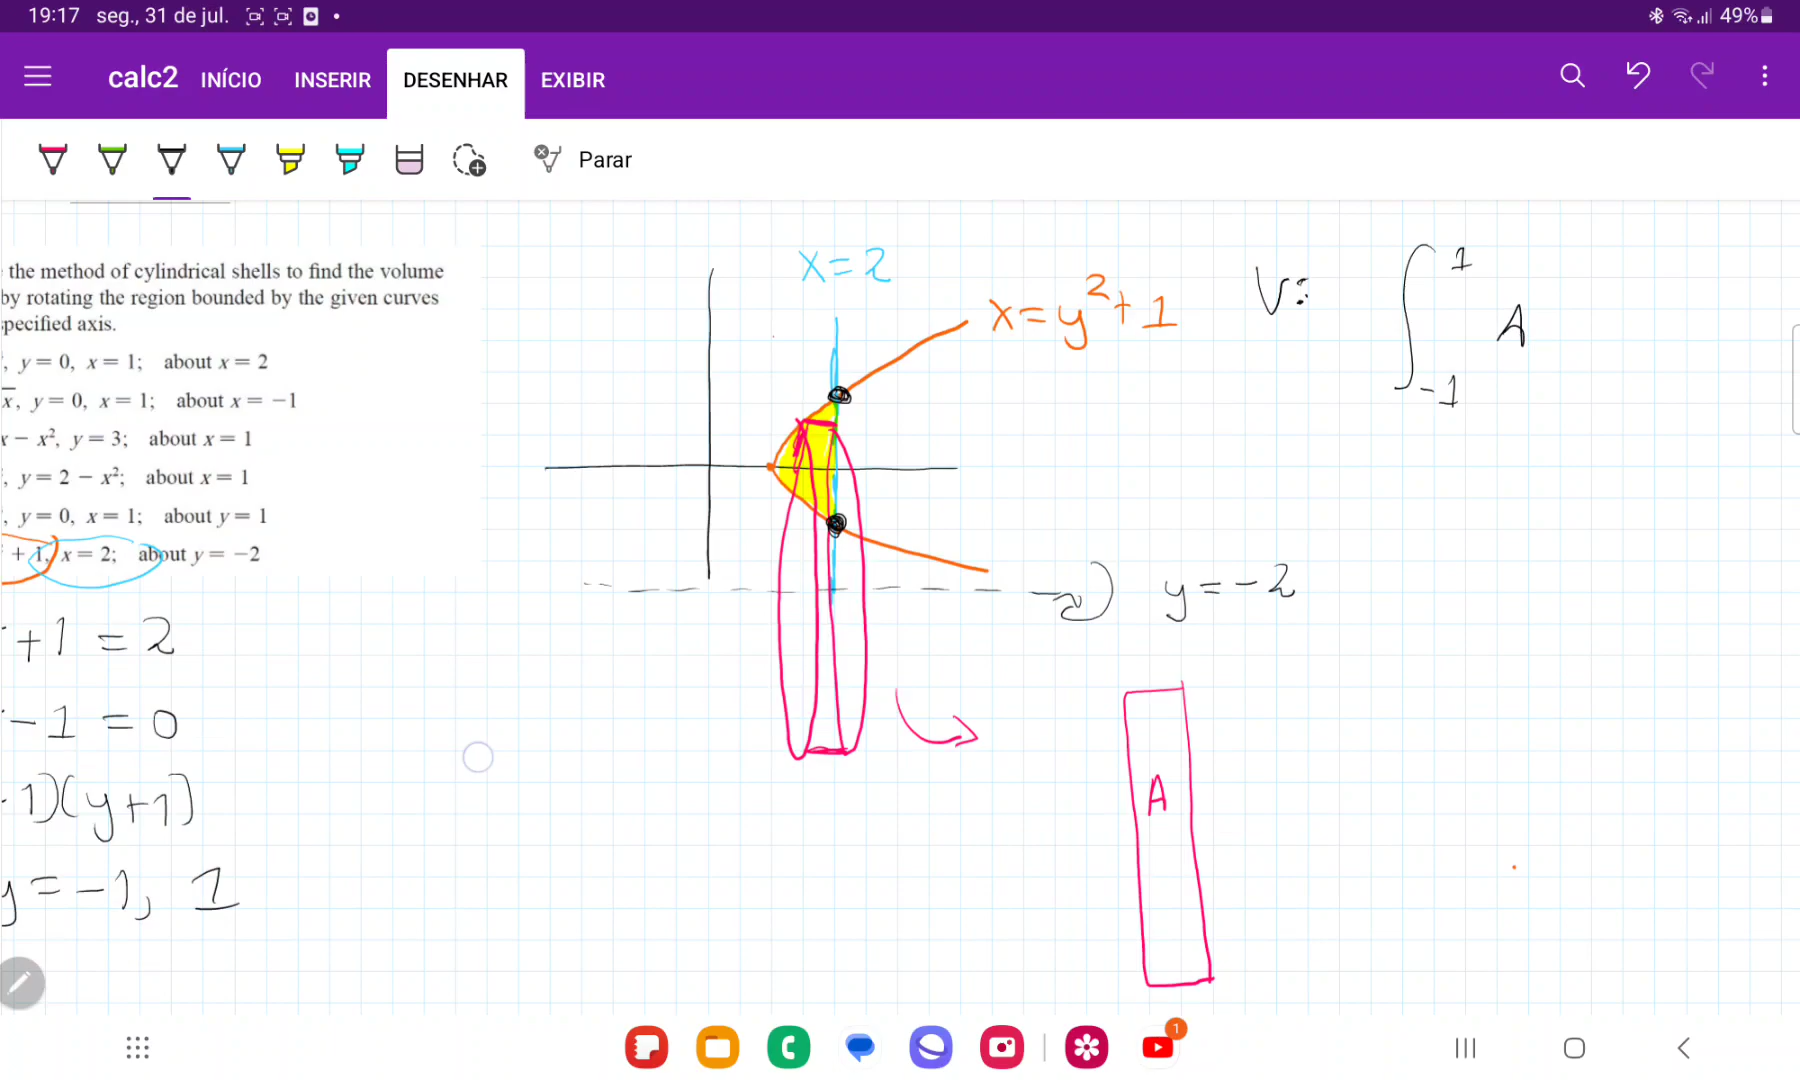 19:17 seg., 31 de jul.
49%
calc2 INÍCIO INSERIR DESENHAR EXIBIR
Parar
the method of cylindrical shells to find the volume
by rotating the region bounded by the given curves
pecified axis.
, y = 0, x = 1; about x = 2
x, y = 0, x = 1; about x = −1
x − x², y = 3; about x = 1
, y = 2 − x²; about x = 1
, y = 0, x = 1; about y = 1
+ 1, x = 2; about y = −2
+1 = 2
-1 = 0
-1)(y+1)
y = -1, 1
x=2
x=y²+1
y=-2
A
V:
∫
1
-1
A
1